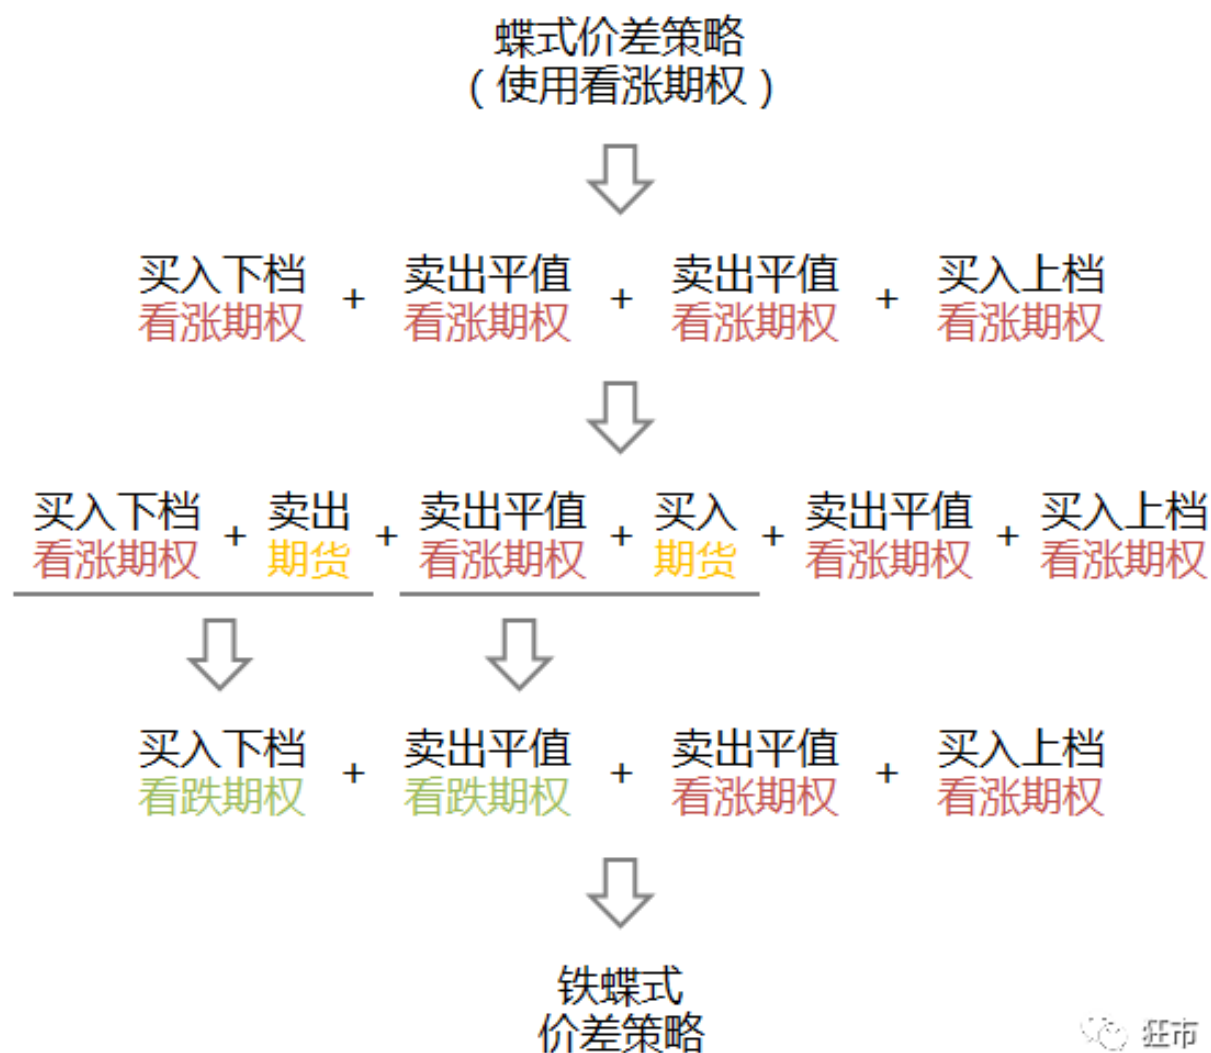 蝶式价差策略
（使用看涨期权）
买入下档 卖出平值 卖出平值 买入上档
+ + +
看涨期权 看涨期权 看涨期权 看涨期权
买入下档 卖出 卖出平值 买入 卖出平值 买入上档
+ + + + +
看涨期权 期货 看涨期权 期货 看涨期权 看涨期权
买入下档 卖出平值 卖出平值 买入上档
+ + +
看跌期权 看跌期权 看涨期权 看涨期权
铁蝶式
价差策略
狂市